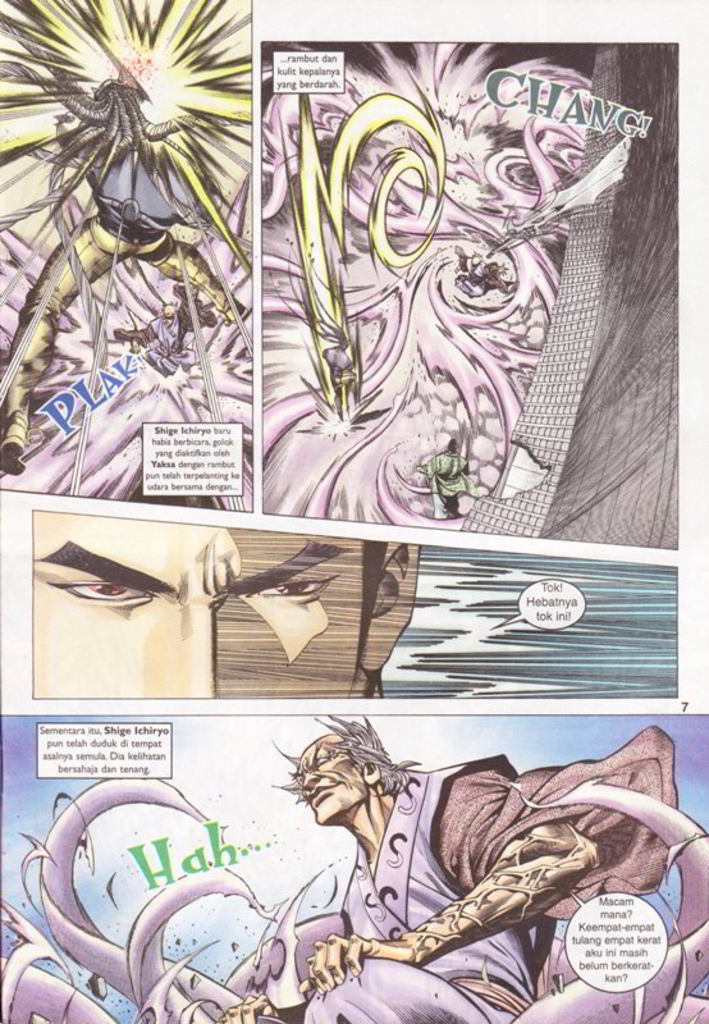 PLAK!
Shige Ichiryo baru
habis berbicara, golok
yang diaktifkan oleh
Yaksa dengan rambut
pun telah terpelanting ke
udara bersama dengan...
...rambut dan
kulit kepalanya
yang berdarah.
CHANG!
Tok!
Hebatnya
tok ini!
7
Sementara itu, Shige Ichiryo
pun telah duduk di tempat
asalnya semula. Dia kelihatan
bersahaja dan tenang.
Hah...
Macam
mana?
Keempat-empat
tulang empat kerat
aku ini masih
belum berkarat-
kan?